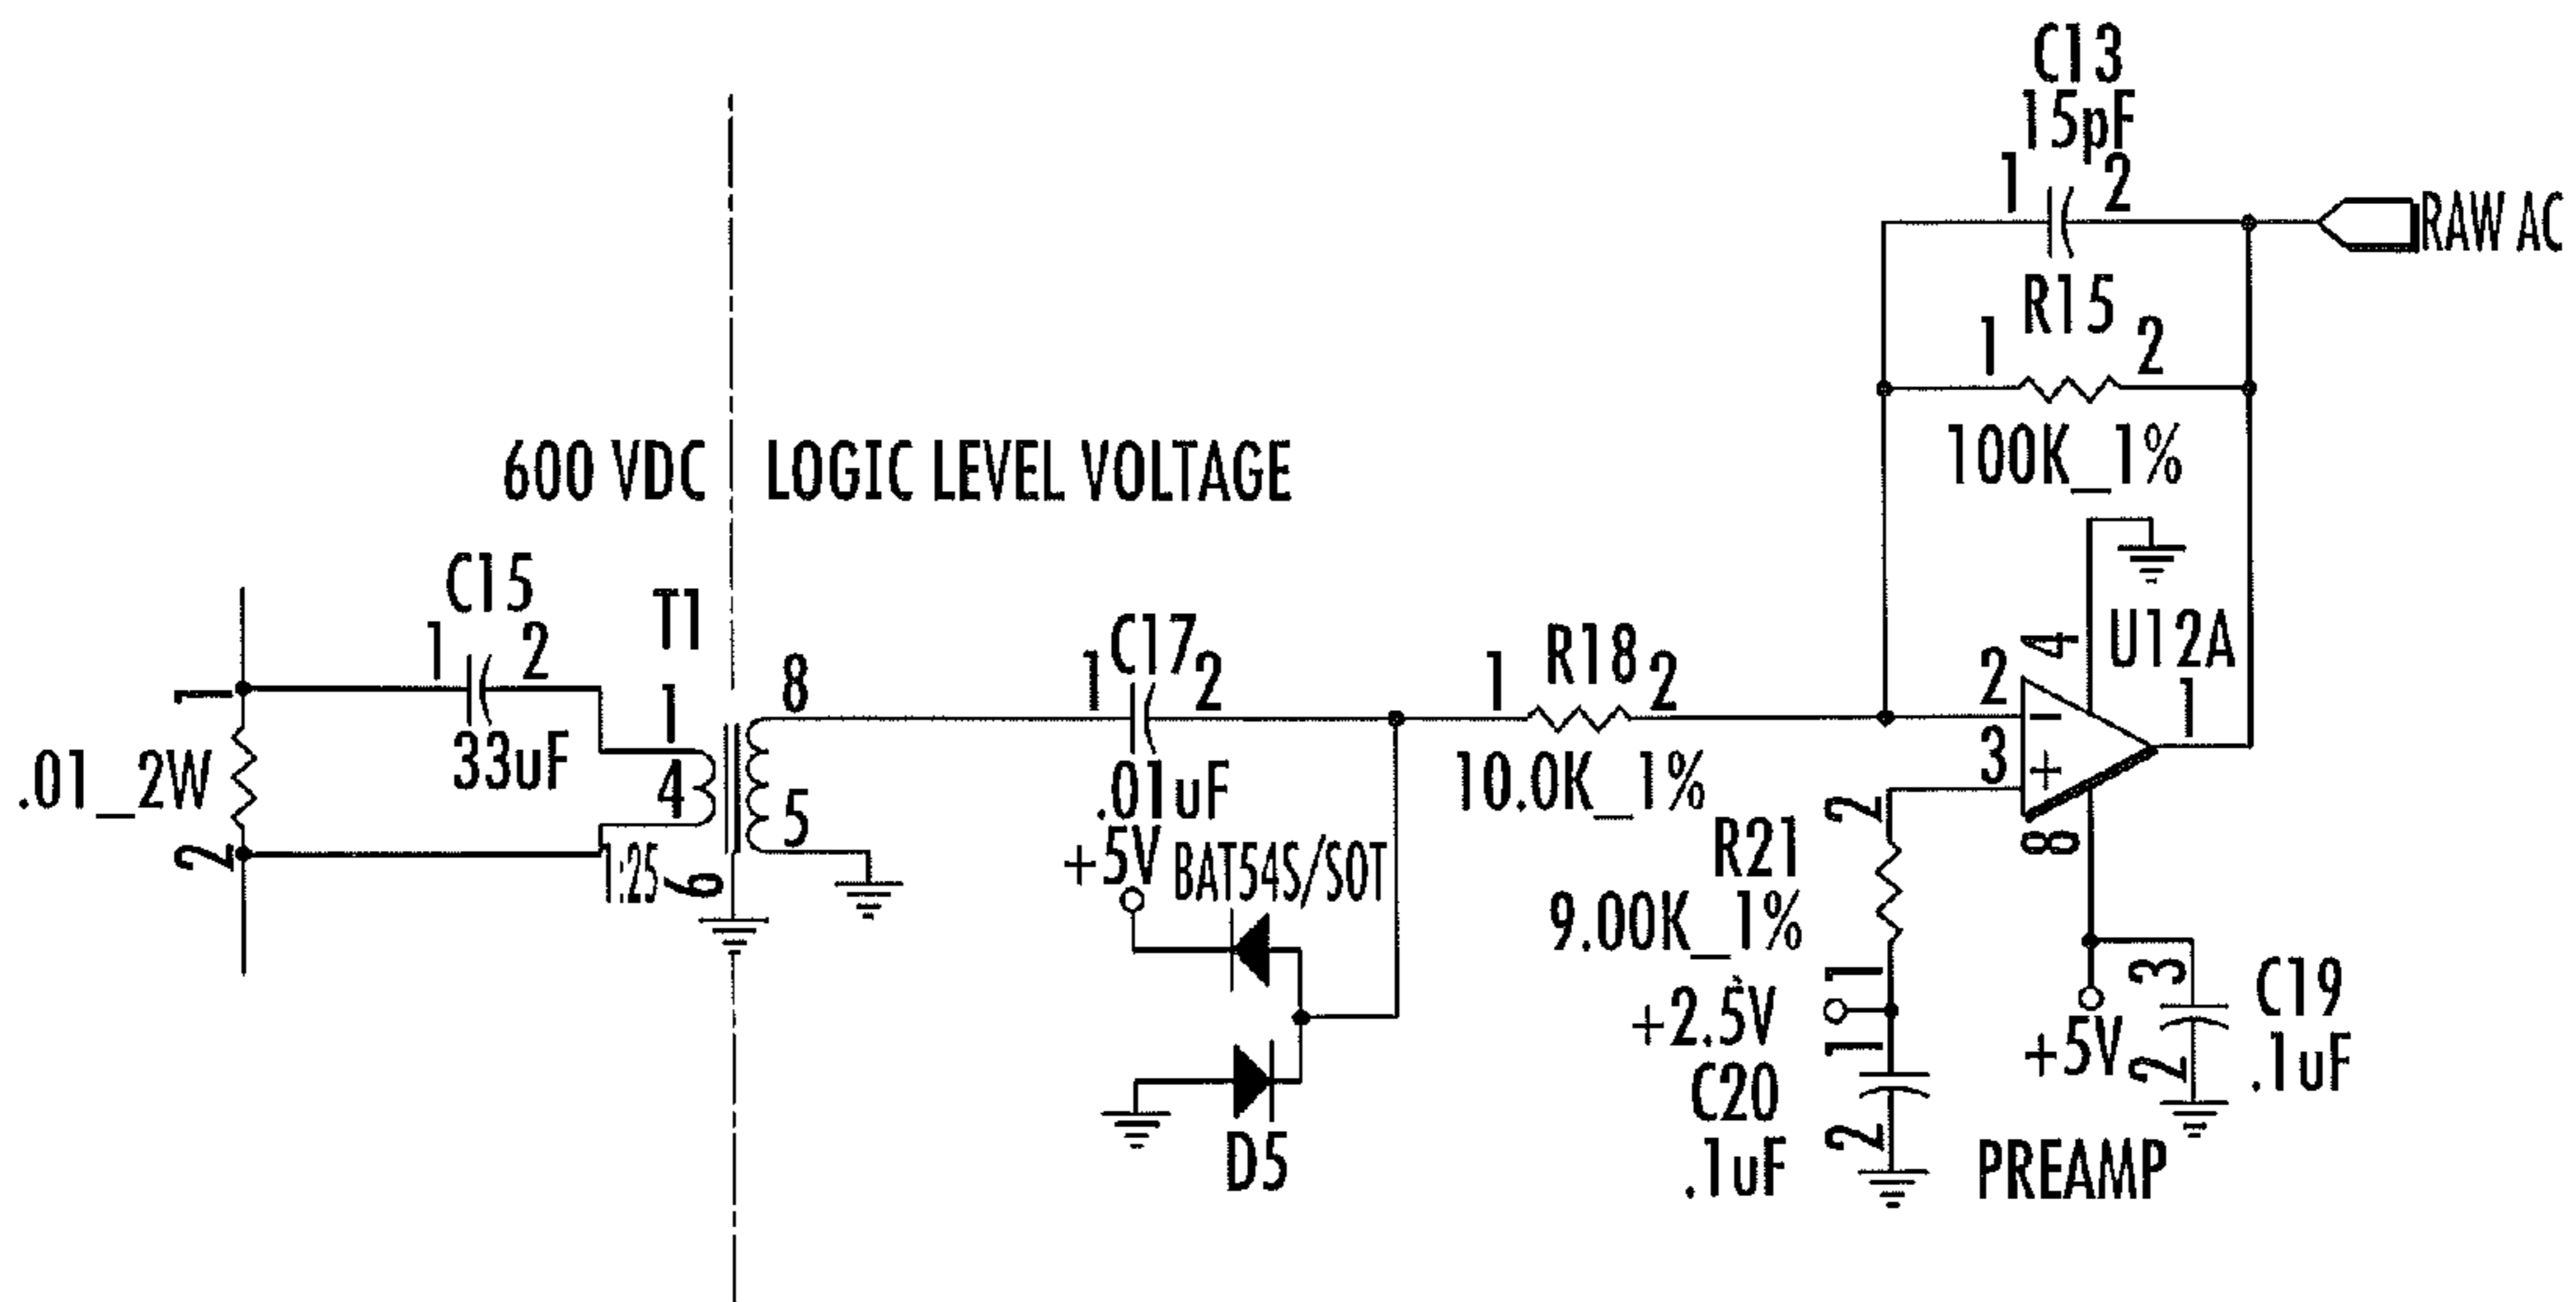 C13
15pF
1 2
RAW AC
R15
1 2
100K_1%
600 VDC LOGIC LEVEL VOLTAGE
C15
1 2
33uF
T1
1
4
1:25
6
8
5
1
.01_2W
2
C17
1 2
.01uF
+5V BAT54S/SOT
D5
R18
1 2
10.0K_1%
U12A
4
2
3
1
8
−
+
2
R21
9.00K_1%
1
+2.5V
1
C20
.1uF
2
+5V
3
C19
.1uF
2
PREAMP